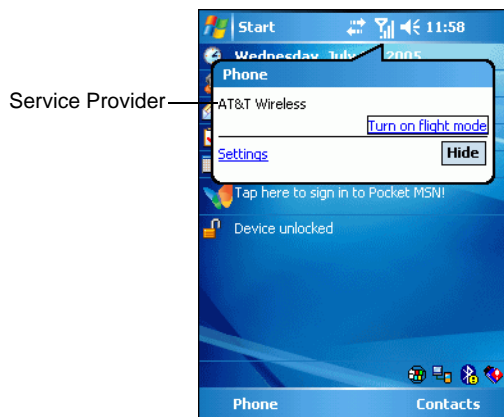 Start 11:58
Wednesday, July 2005
Phone
Service Provider
AT&T Wireless
Turn on flight mode
Settings Hide
Tap here to sign in to Pocket MSN!
Device unlocked
Phone Contacts